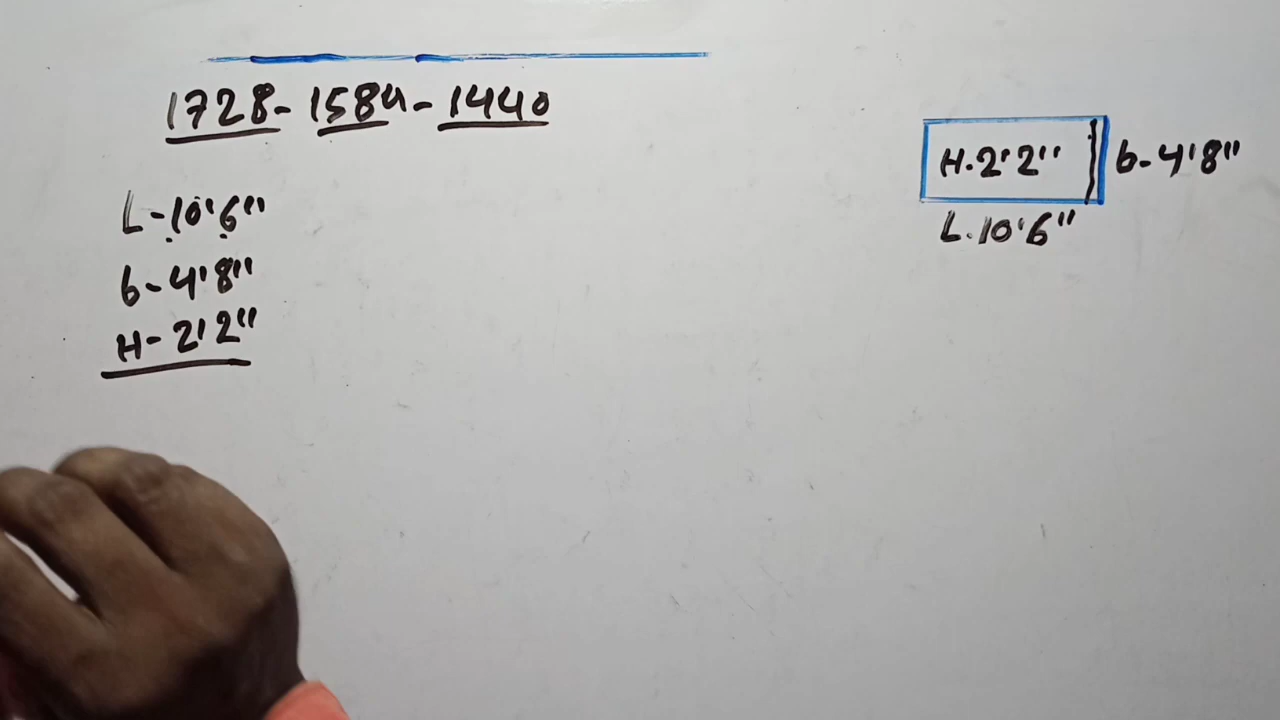 1728 - 1584 - 1440
L - 10'6"
b - 4'8"
H - 2'2"
H. 2'2"
b - 4'8"
L. 10'6"